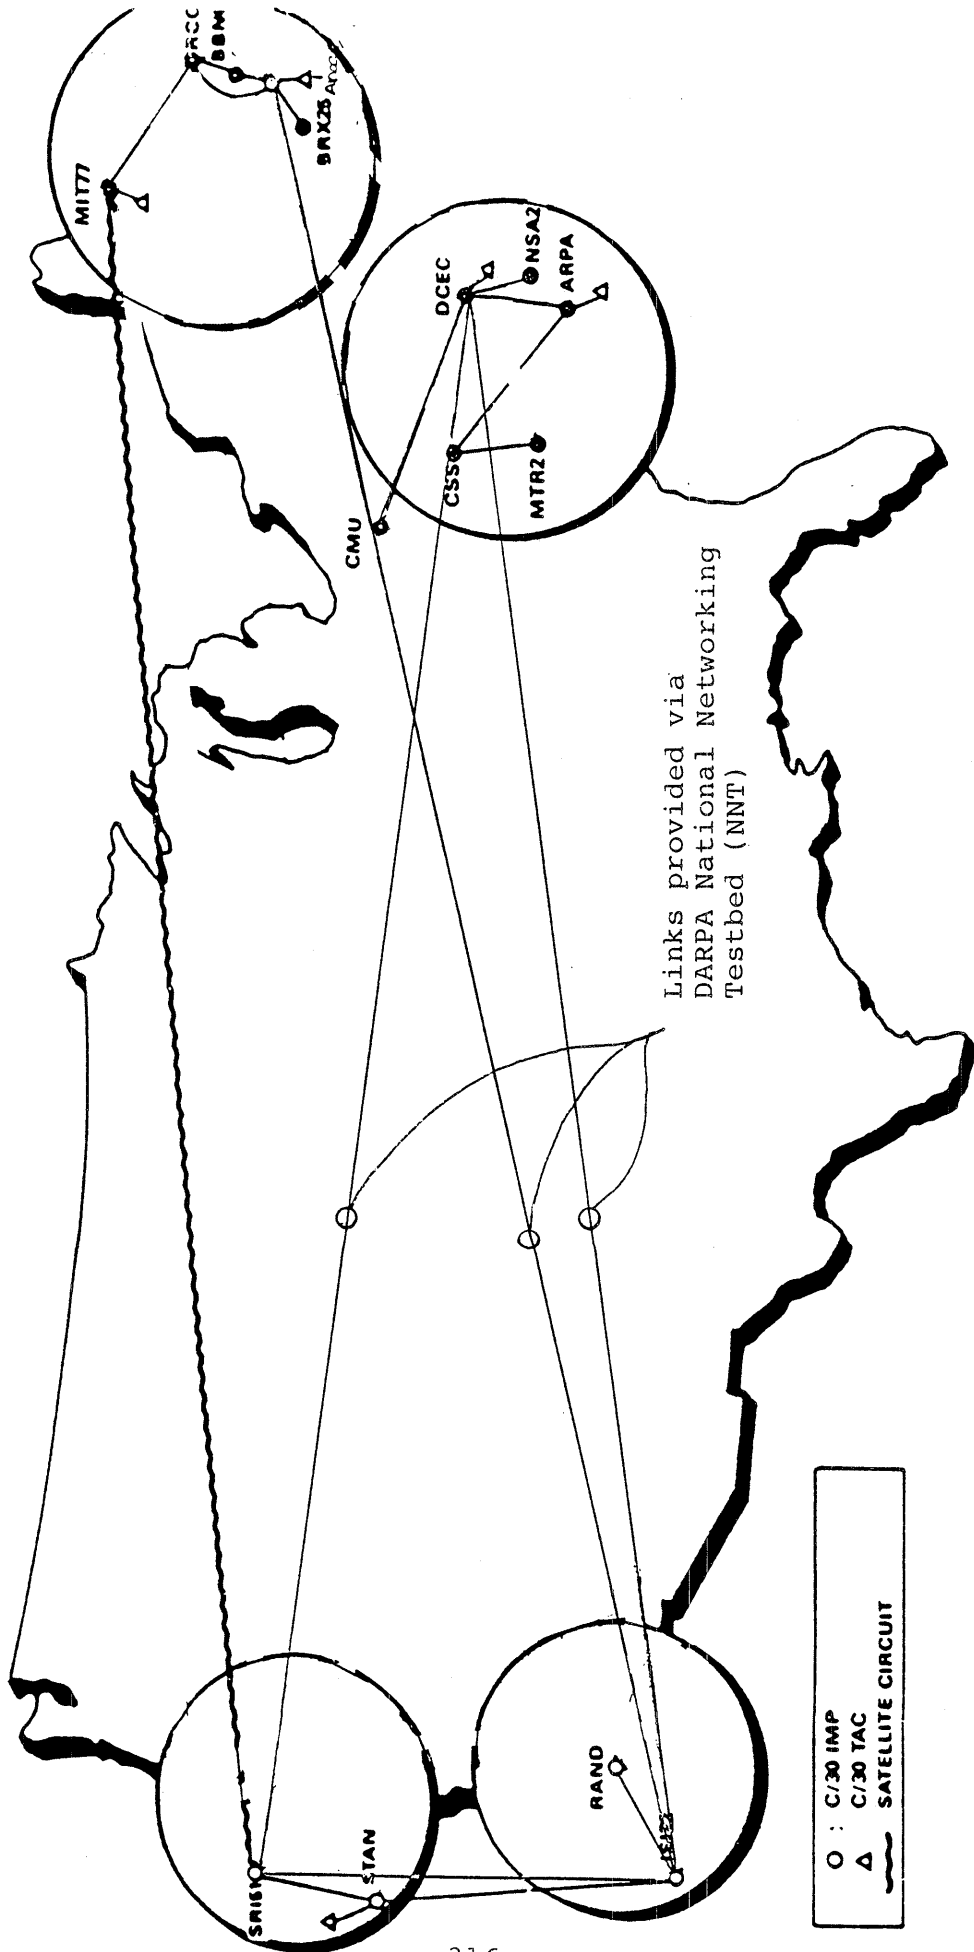 MIT77
BBN
BRX25
DCEC
NSA2
ARPA
CSS
MTR2
CMU
Links provided via
DARPA National Networking
Testbed (NNT)
STAN
RAND
O : C/30 IMP
Δ C/30 TAC
SATELLITE CIRCUIT